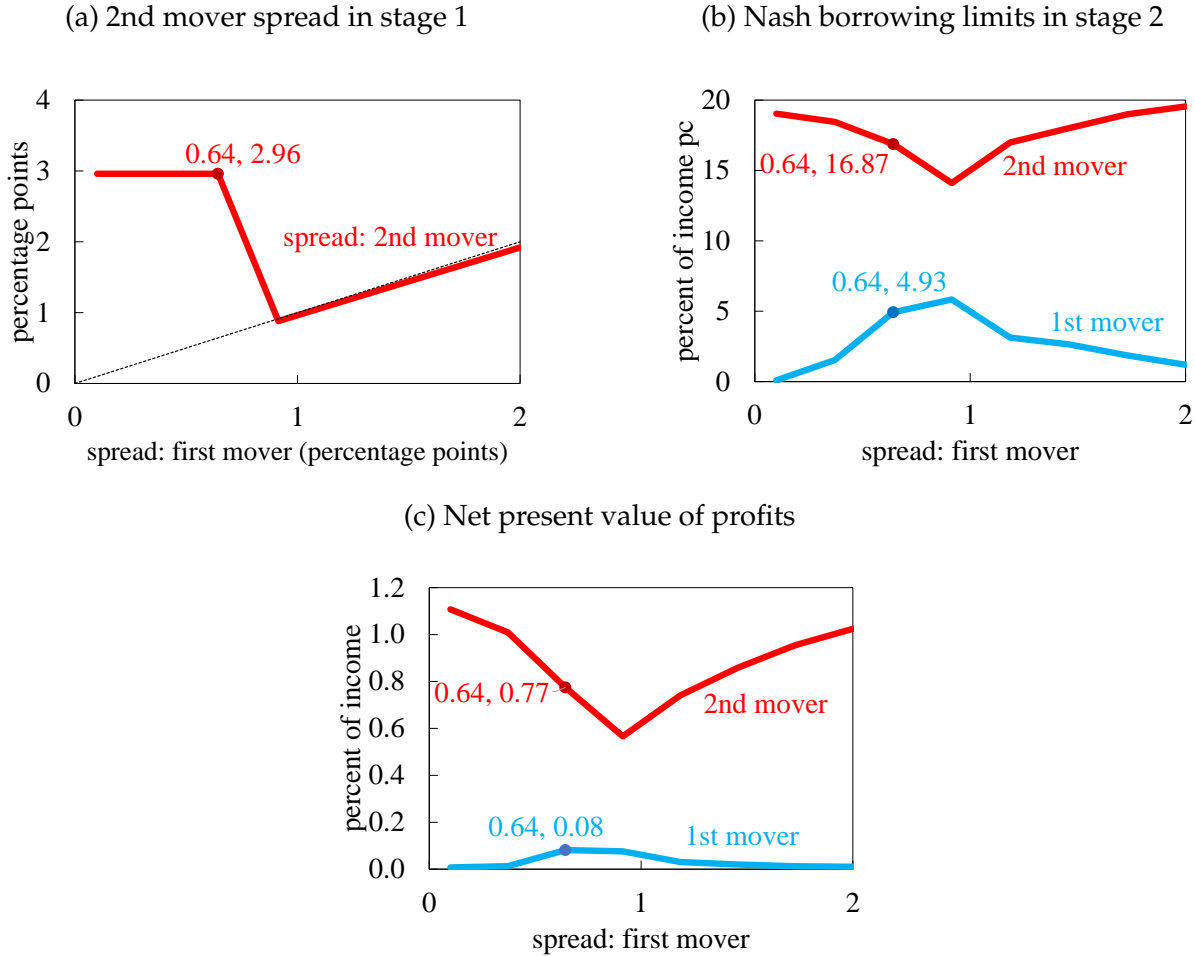 (a) 2nd mover spread in stage 1
4
3
2
1
0
0
1
2
percentage points
0.64, 2.96
spread: 2nd mover
spread: first mover (percentage points)
(b) Nash borrowing limits in stage 2
20
15
10
5
0
0
1
2
percent of income pc
0.64, 16.87
2nd mover
0.64, 4.93
1st mover
spread: first mover
(c) Net present value of profits
1.2
1.0
0.8
0.6
0.4
0.2
0.0
0
1
2
percent of income
0.64, 0.77
2nd mover
0.64, 0.08
1st mover
spread: first mover